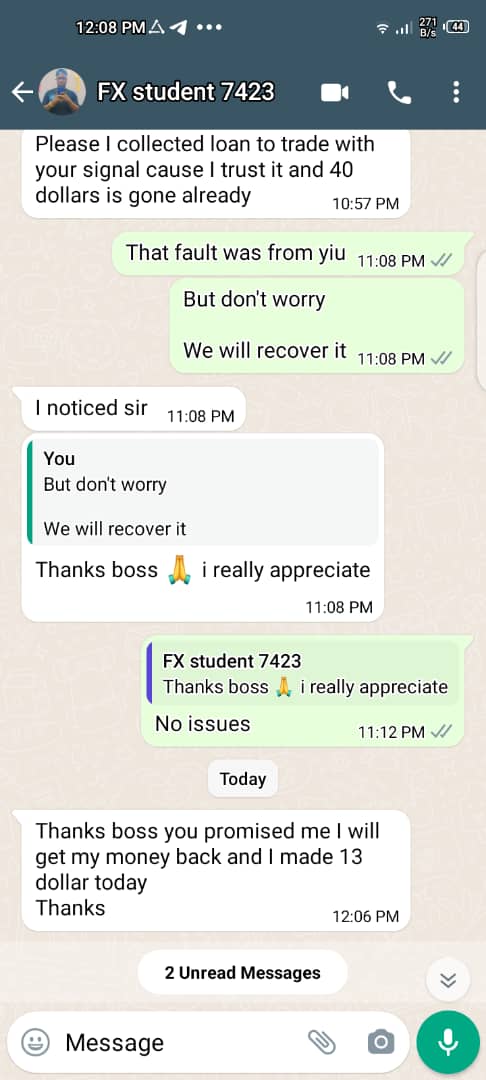 12:08 PM
271
B/s
44
FX student 7423
Please I collected loan to trade with
your signal cause I trust it and 40
dollars is gone already
10:57 PM
That fault was from yiu
11:08 PM
But don't worry
We will recover it
11:08 PM
I noticed sir
11:08 PM
You
But don't worry
We will recover it
Thanks boss 🙏 i really appreciate
11:08 PM
FX student 7423
Thanks boss 🙏 i really appreciate
No issues
11:12 PM
Today
Thanks boss you promised me I will
get my money back and I made 13
dollar today
Thanks
12:06 PM
2 Unread Messages
Message